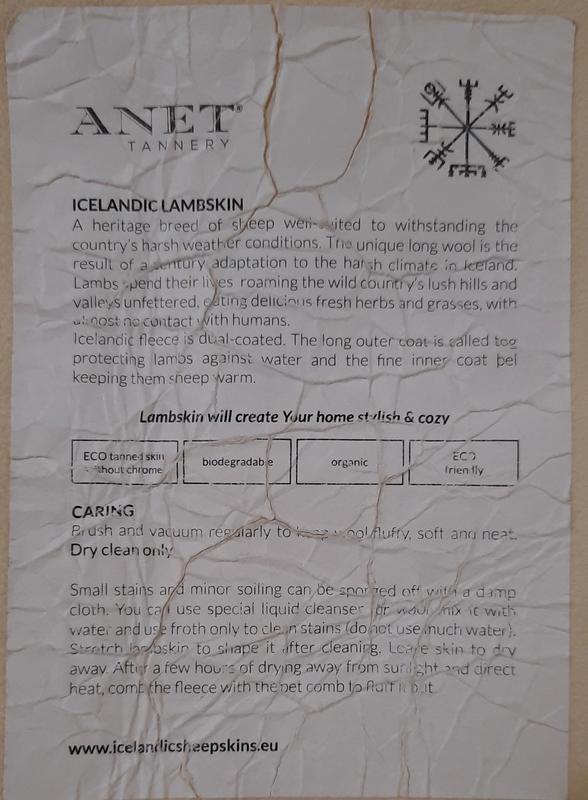 ANET®
TANNERY
ICELANDIC LAMBSKIN
A heritage breed of sheep well-suited to withstanding the
country's harsh weather conditions. The unique long wool is the
result of a century adaptation to the harsh climate in Iceland.
Lambs spend their lives roaming the wild country's lush hills and
valleys unfettered, eating delicious fresh herbs and grasses, with
almost no contact with humans.
Icelandic fleece is dual-coated. The long outer coat is called tog
protecting lambs against water and the fine inner coat þel
keeping them sheep warm.
Lambskin will create Your home stylish & cozy
ECO tanned skin
without chrome
biodegradable
organic
ECO
friendly
CARING
Brush and vacuum regularly to keep wool fluffy, soft and neat.
Dry clean only.
Small stains and minor soiling can be sponged off with a damp
cloth. You can use special liquid cleanser for wool, mix it with
water and use froth only to clean stains (do not use much water).
Stretch lambskin to shape it after cleaning. Leave skin to dry
away. After a few hours of drying away from sunlight and direct
heat, comb the fleece with the pet comb to fluff it out.
www.icelandicsheepskins.eu